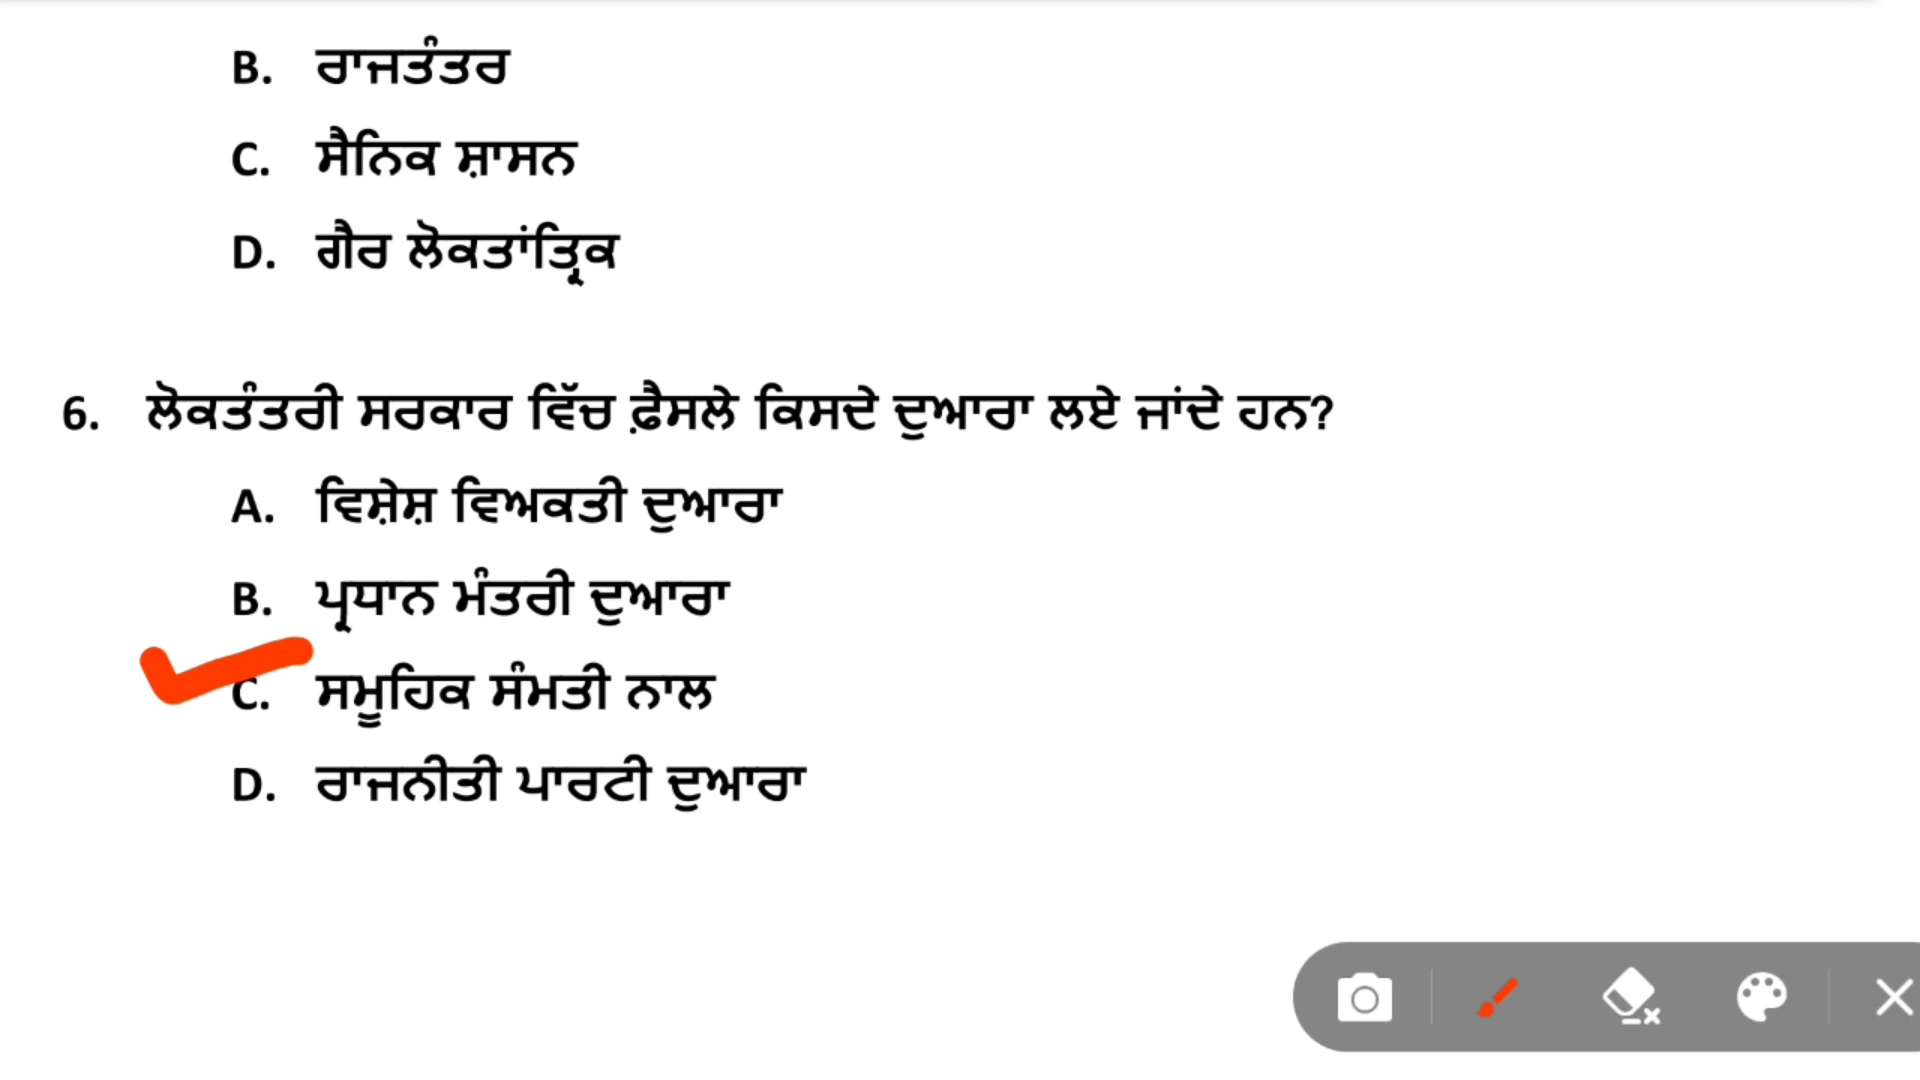 B. ਰਾਜਤੰਤਰ
C. ਸੈਨਿਕ ਸ਼ਾਸਨ
D. ਗੈਰ ਲੋਕਤਾਂਤ੍ਰਿਕ
6. ਲੋਕਤੰਤਰੀ ਸਰਕਾਰ ਵਿੱਚ ਫ਼ੈਸਲੇ ਕਿਸਦੇ ਦੁਆਰਾ ਲਏ ਜਾਂਦੇ ਹਨ?
A. ਵਿਸ਼ੇਸ਼ ਵਿਅਕਤੀ ਦੁਆਰਾ
B. ਪ੍ਰਧਾਨ ਮੰਤਰੀ ਦੁਆਰਾ
C. ਸਮੂਹਿਕ ਸੰਮਤੀ ਨਾਲ
D. ਰਾਜਨੀਤੀ ਪਾਰਟੀ ਦੁਆਰਾ